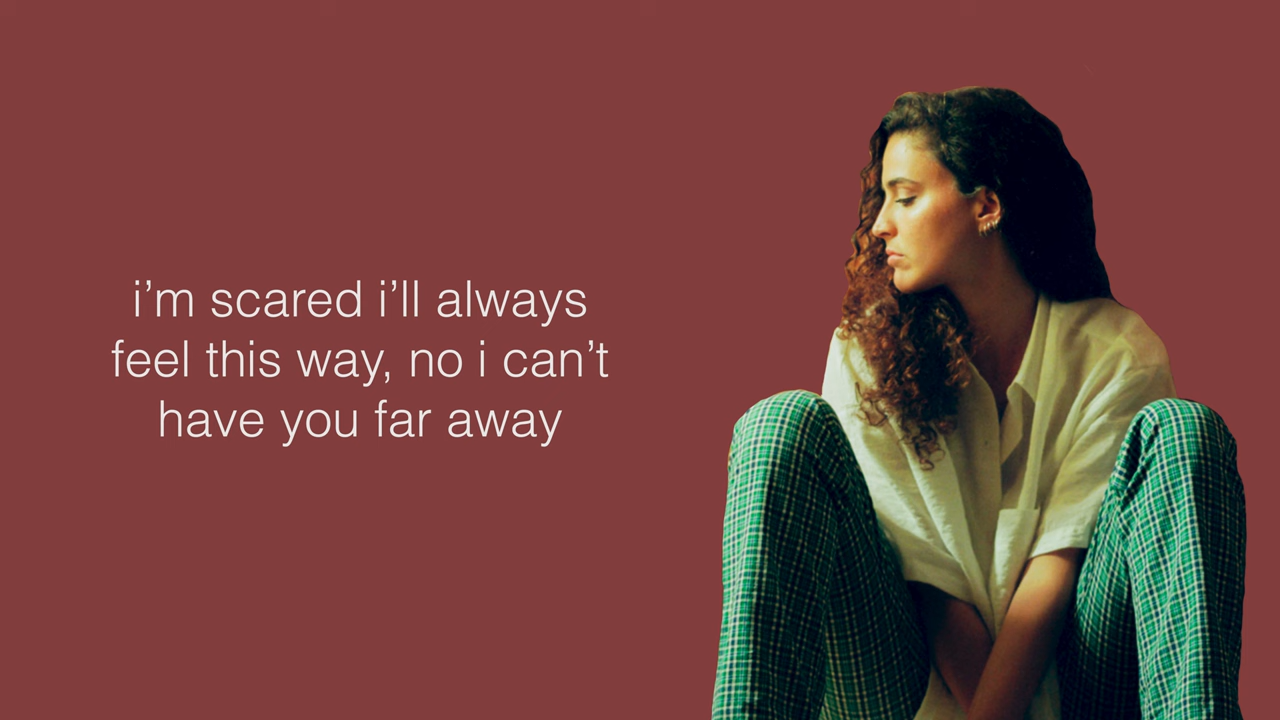 i’m scared i’ll always
feel this way, no i can’t
have you far away